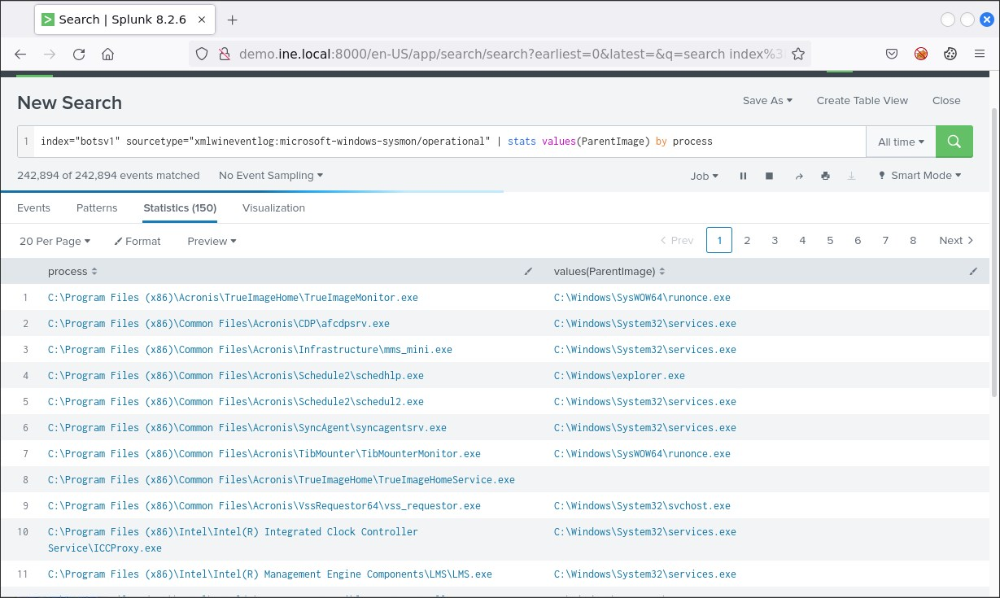 Search | Splunk 8.2.6
demo.ine.local:8000/en-US/app/search/search?earliest=0&latest=&q=search index%3
New Search
Save As
Create Table View
Close
1 index="botsv1" sourcetype="xmlwineventlog:microsoft-windows-sysmon/operational" | stats values(ParentImage) by process
All time
242,894 of 242,894 events matched
No Event Sampling
Job
Smart Mode
Events
Patterns
Statistics (150)
Visualization
20 Per Page
Format
Preview
Prev
1
2
3
4
5
6
7
8
Next
process
values(ParentImage)
1 C:\Program Files (x86)\Acronis\TrueImageHome\TrueImageMonitor.exe C:\Windows\SysWOW64\runonce.exe
2 C:\Program Files (x86)\Common Files\Acronis\CDP\afcdpsrv.exe C:\Windows\System32\services.exe
3 C:\Program Files (x86)\Common Files\Acronis\Infrastructure\mms_mini.exe C:\Windows\System32\services.exe
4 C:\Program Files (x86)\Common Files\Acronis\Schedule2\schedhlp.exe C:\Windows\explorer.exe
5 C:\Program Files (x86)\Common Files\Acronis\Schedule2\schedul2.exe C:\Windows\System32\services.exe
6 C:\Program Files (x86)\Common Files\Acronis\SyncAgent\syncagentsrv.exe C:\Windows\System32\services.exe
7 C:\Program Files (x86)\Common Files\Acronis\TibMounter\TibMounterMonitor.exe C:\Windows\SysWOW64\runonce.exe
8 C:\Program Files (x86)\Common Files\Acronis\TrueImageHome\TrueImageHomeService.exe
9 C:\Program Files (x86)\Common Files\Acronis\VssRequestor64\vss_requestor.exe C:\Windows\System32\svchost.exe
10 C:\Program Files (x86)\Intel\Intel(R) Integrated Clock Controller C:\Windows\System32\services.exe
Service\ICCProxy.exe
11 C:\Program Files (x86)\Intel\Intel(R) Management Engine Components\LMS\LMS.exe C:\Windows\System32\services.exe